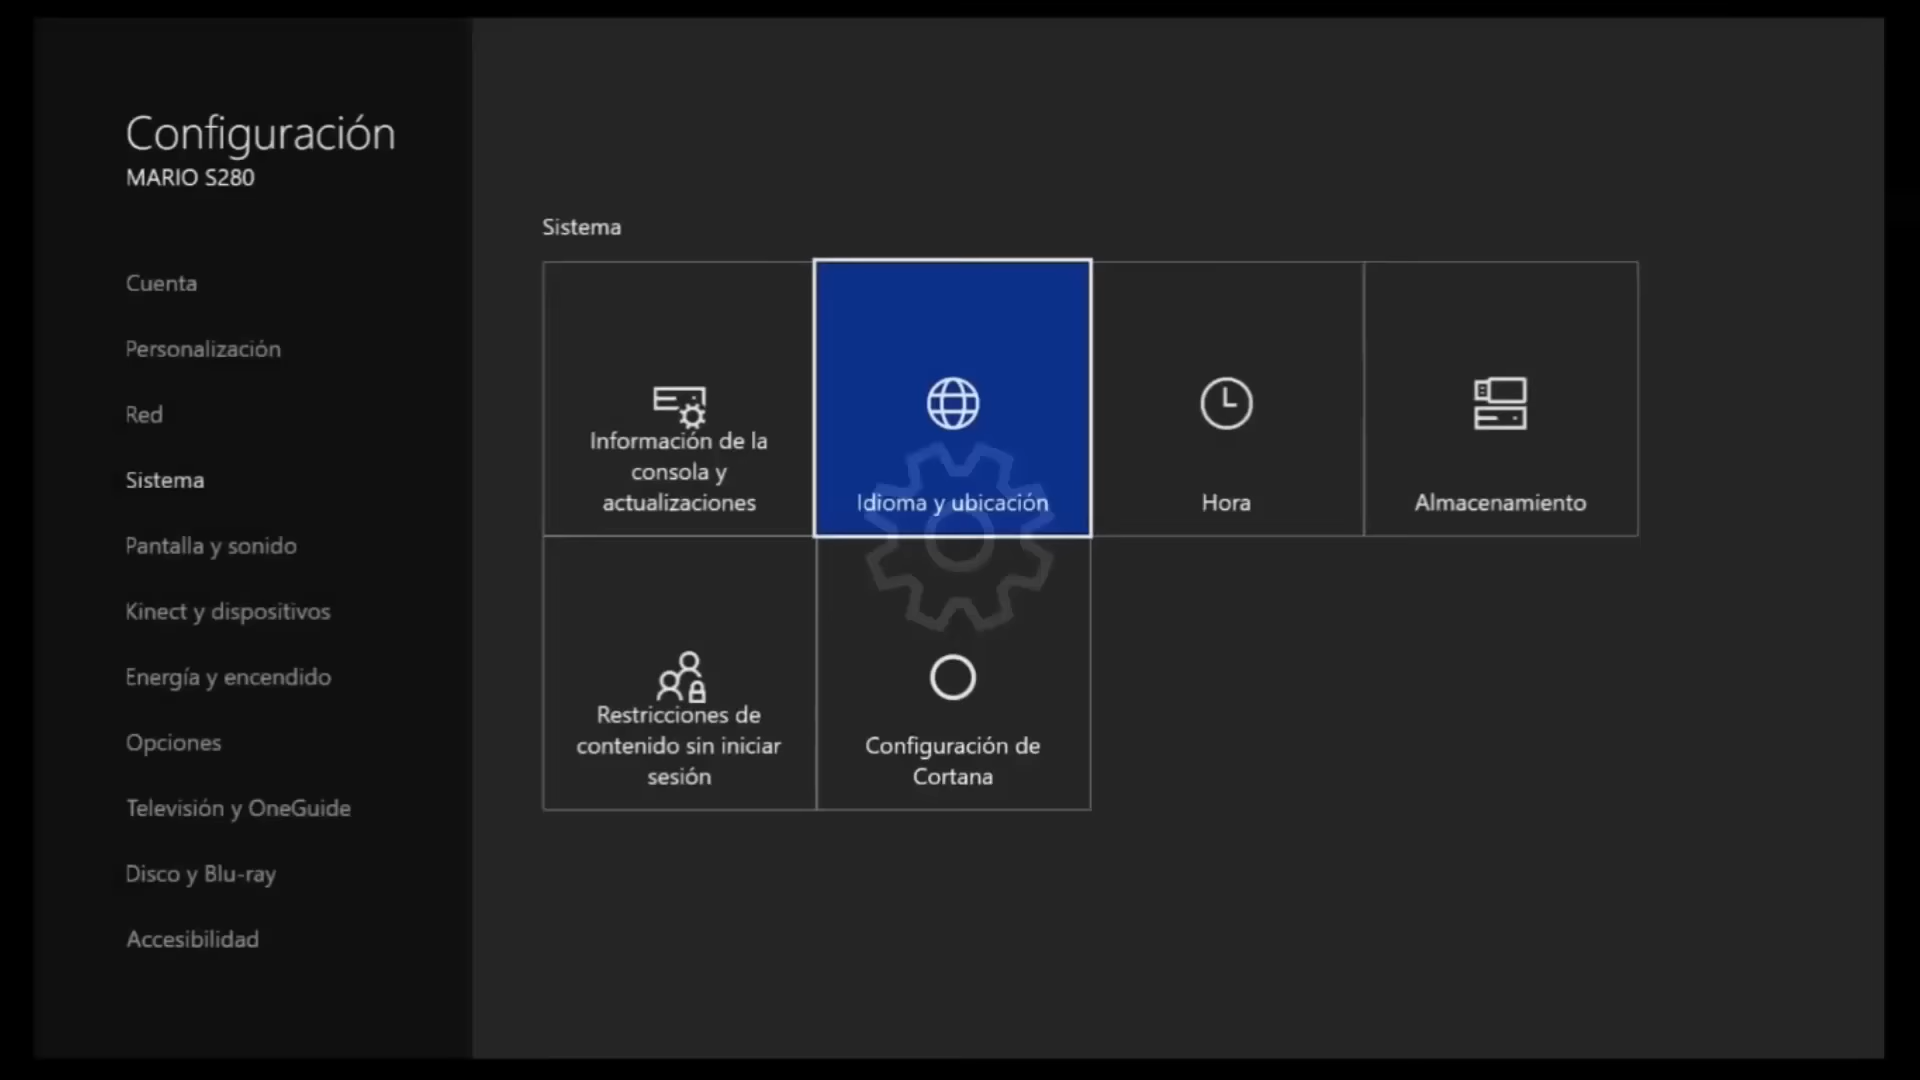 Configuración
MARIO S280
Cuenta
Personalización
Red
Sistema
Pantalla y sonido
Kinect y dispositivos
Energía y encendido
Opciones
Televisión y OneGuide
Disco y Blu-ray
Accesibilidad
Sistema
Información de la
consola y
actualizaciones
Idioma y ubicación
Hora
Almacenamiento
Restricciones de
contenido sin iniciar
sesión
Configuración de
Cortana